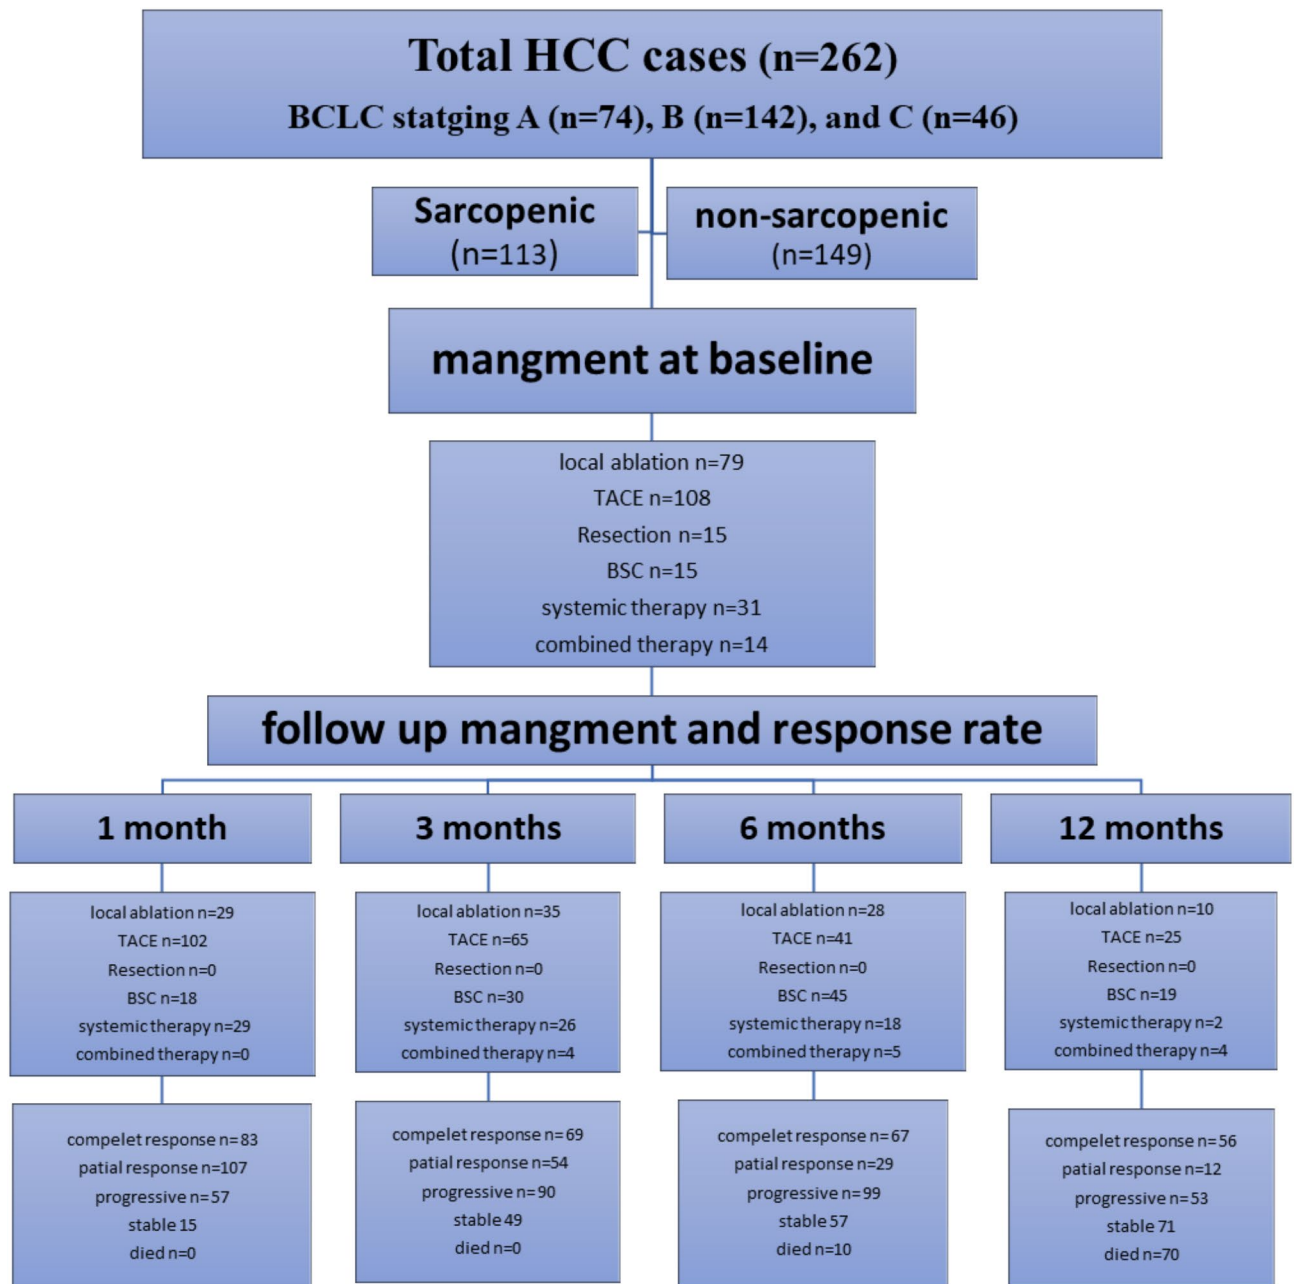 Total HCC cases (n=262)
BCLC statging A (n=74), B (n=142), and C (n=46)
Sarcopenic
(n=113)
non-sarcopenic
(n=149)
mangment at baseline
local ablation n=79
TACE n=108
Resection n=15
BSC n=15
systemic therapy n=31
combined therapy n=14
follow up mangment and response rate
1 month
local ablation n=29
TACE n=102
Resection n=0
BSC n=18
systemic therapy n=29
combined therapy n=0
compelet response n=83
patial response n=107
progressive n=57
stable 15
died n=0
3 months
local ablation n=35
TACE n=65
Resection n=0
BSC n=30
systemic therapy n=26
combined therapy n=4
compelet response n=69
patial response n=54
progressive n=90
stable 49
died n=0
6 months
local ablation n=28
TACE n=41
Resection n=0
BSC n=45
systemic therapy n=18
combined therapy n=5
compelet response n=67
patial response n=29
progressive n=99
stable 57
died n=10
12 months
local ablation n=10
TACE n=25
Resection n=0
BSC n=19
systemic therapy n=2
combined therapy n=4
compelet response n=56
patial response n=12
progressive n=53
stable 71
died n=70